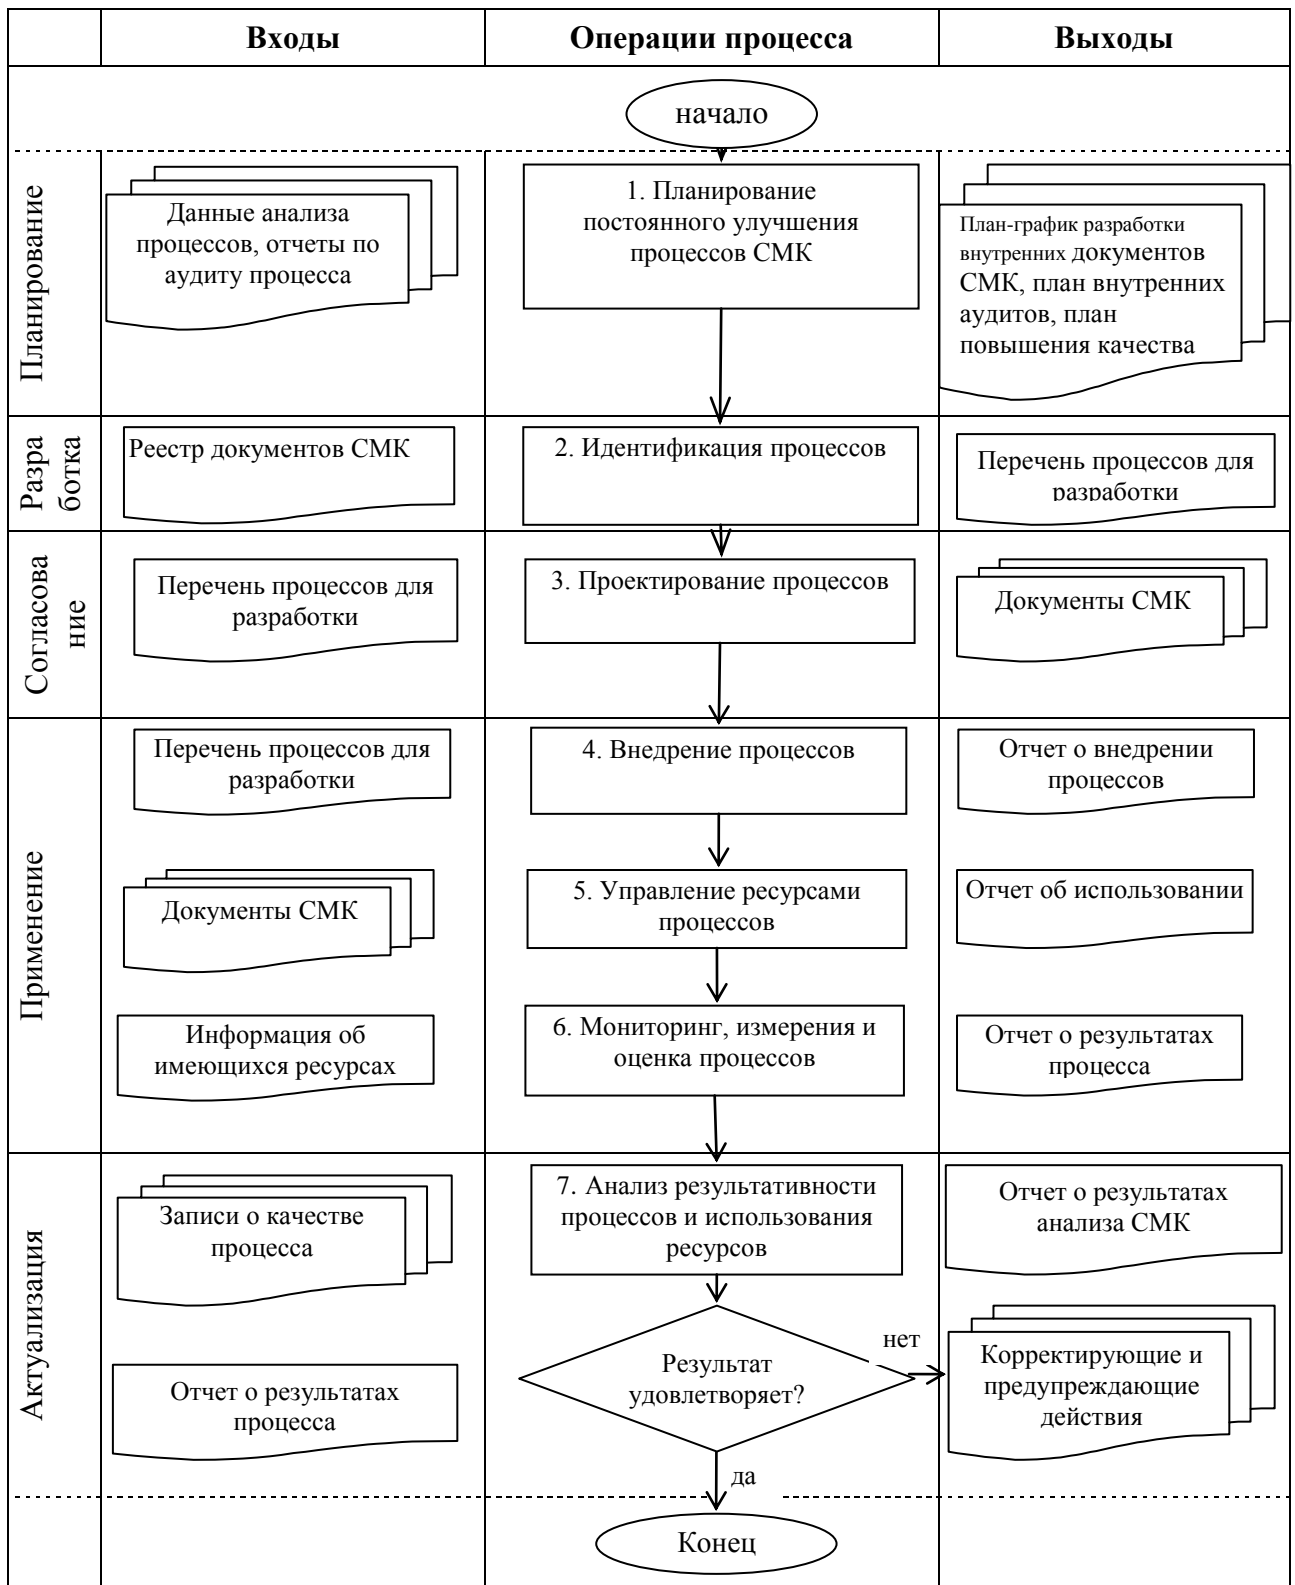 Входы
Операции процесса
Выходы
начало
Планирование
Данные анализа
процессов, отчеты по
аудиту процесса
1. Планирование
постоянного улучшения
процессов СМК
План-график разработки
внутренних документов
СМК, план внутренних
аудитов, план
повышения качества
Разра
ботка
Реестр документов СМК
2. Идентификация процессов
Перечень процессов для
разработки
Согласова
ние
Перечень процессов для
разработки
3. Проектирование процессов
Документы СМК
Применение
Перечень процессов для
разработки
4. Внедрение процессов
Отчет о внедрении
процессов
Документы СМК
5. Управление ресурсами
процессов
Отчет об использовании
Информация об
имеющихся ресурсах
6. Мониторинг, измерения и
оценка процессов
Отчет о результатах
процесса
Актуализация
Записи о качестве
процесса
7. Анализ результативности
процессов и использования
ресурсов
Отчет о результатах
анализа СМК
Отчет о результатах
процесса
Результат
удовлетворяет?
нет
Корректирующие и
предупреждающие
действия
да
Конец